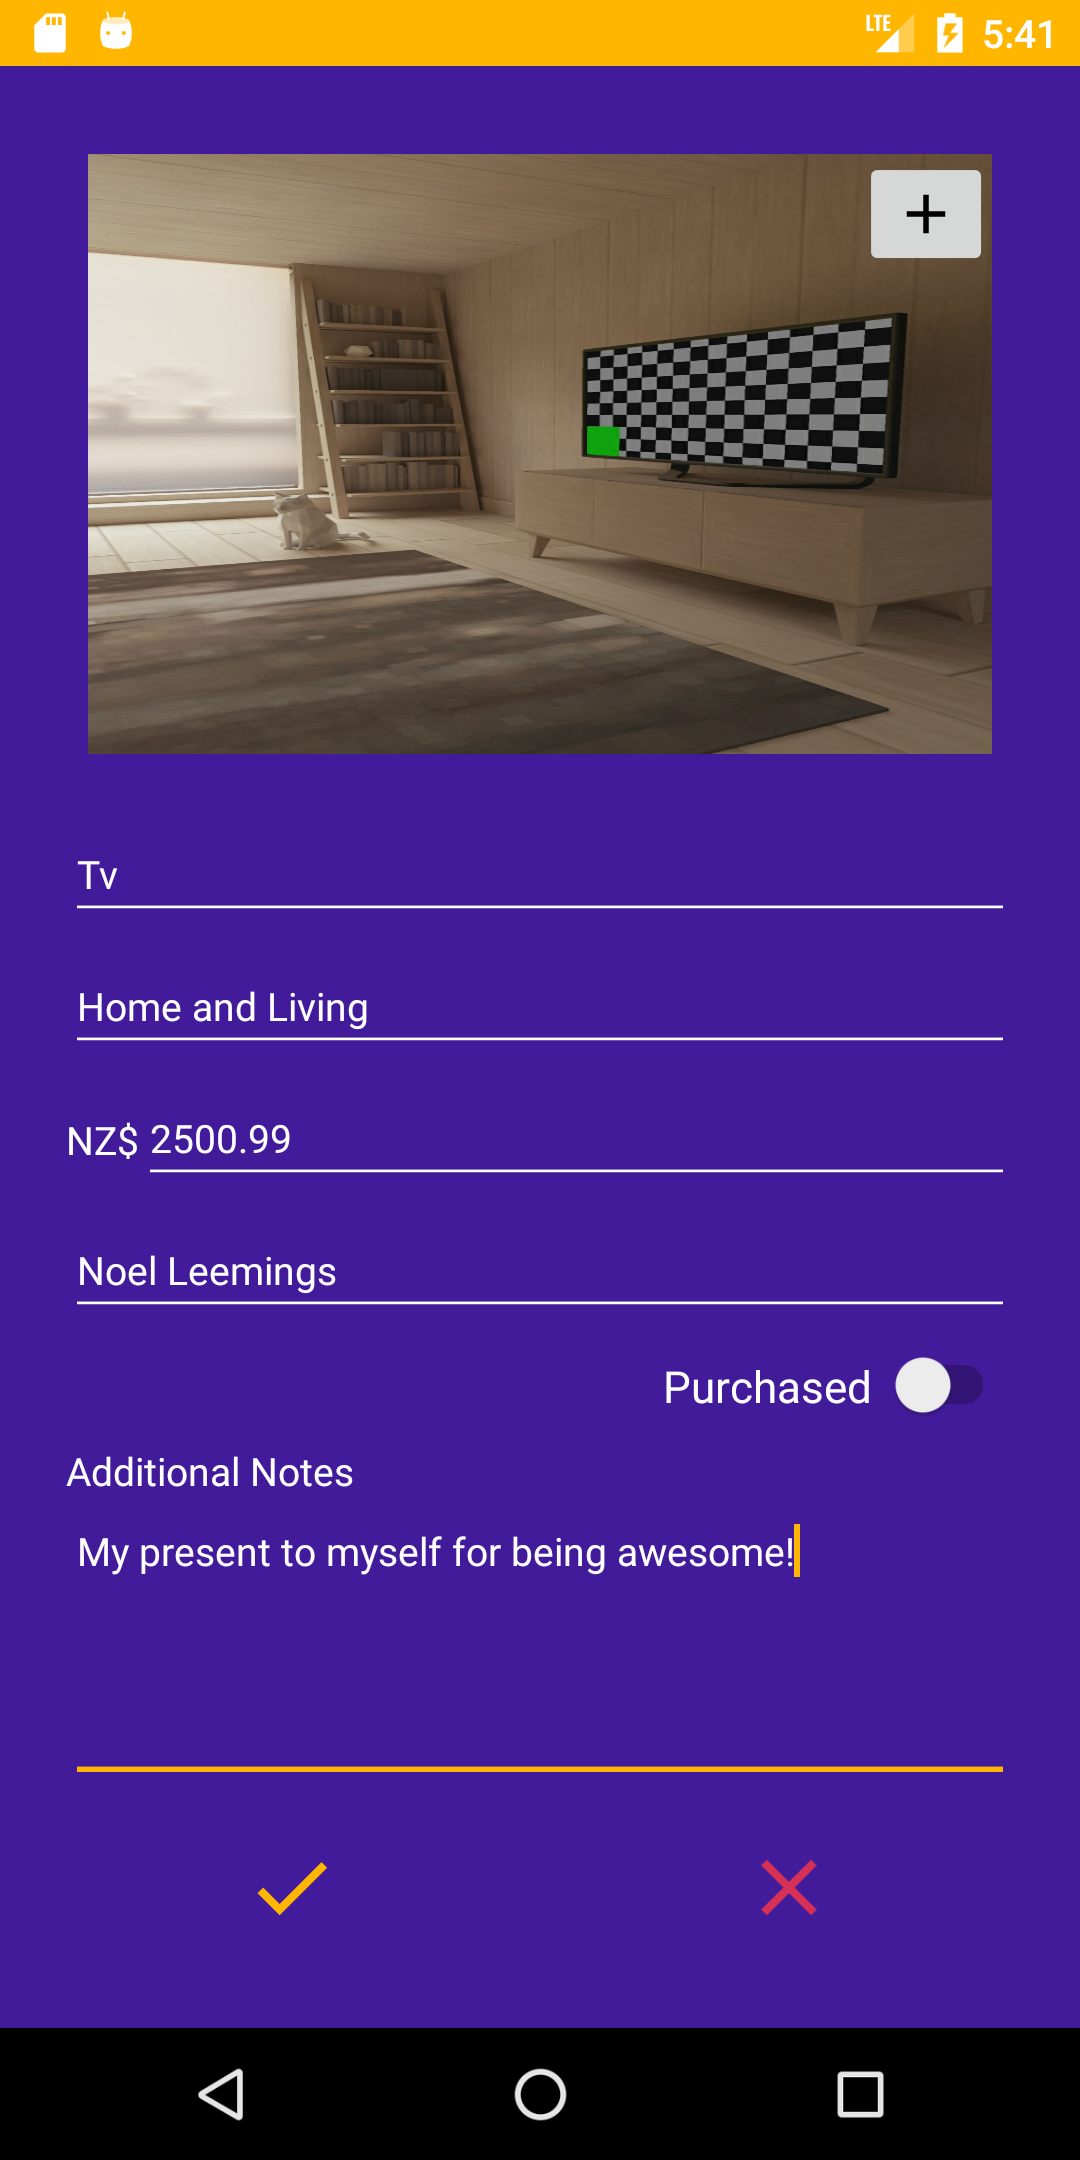 LTE 5:41
Tv
Home and Living
NZ$ 2500.99
Noel Leemings
Purchased
Additional Notes
My present to myself for being awesome!